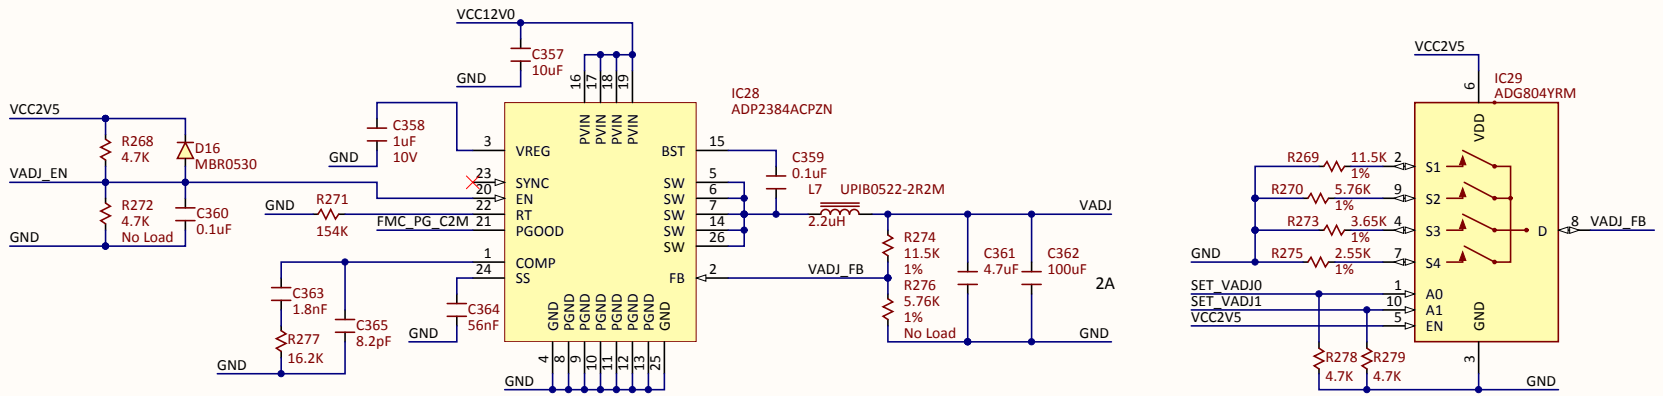 VCC12V0
C357
10uF
GND
16
17
18
19
IC28
ADP2384ACPZN
PVIN
PVIN
PVIN
PVIN
VCC2V5
R268
4.7K
D16
MBR0530
VADJ_EN
R272
4.7K
No Load
C360
0.1uF
GND
C358
1uF
10V
GND
GND
R271
154K
FMC_PG_C2M
3
VREG
23
SYNC
20
EN
22
RT
21
PGOOD
1
COMP
24
SS
C363
1.8nF
R277
16.2K
C365
8.2pF
GND
C364
56nF
GND
BST
15
SW
5
SW
6
SW
7
SW
14
SW
26
FB
2
GND
PGND
PGND
PGND
PGND
PGND
PGND
GND
4
8
9
10
11
12
13
25
GND
C359
0.1uF
L7
UPIB0522-2R2M
2.2uH
VADJ
R274
11.5K
1%
VADJ_FB
R276
5.76K
1%
No Load
C361
4.7uF
C362
100uF
2A
GND
VCC2V5
6
IC29
ADG804YRM
VDD
R269
11.5K
1%
2
S1
R270
5.76K
1%
9
S2
R273
3.65K
1%
4
S3
R275
2.55K
1%
7
S4
GND
D
8
VADJ_FB
SET_VADJ0
1
A0
SET_VADJ1
10
A1
VCC2V5
5
EN
GND
3
R278
4.7K
R279
4.7K
GND